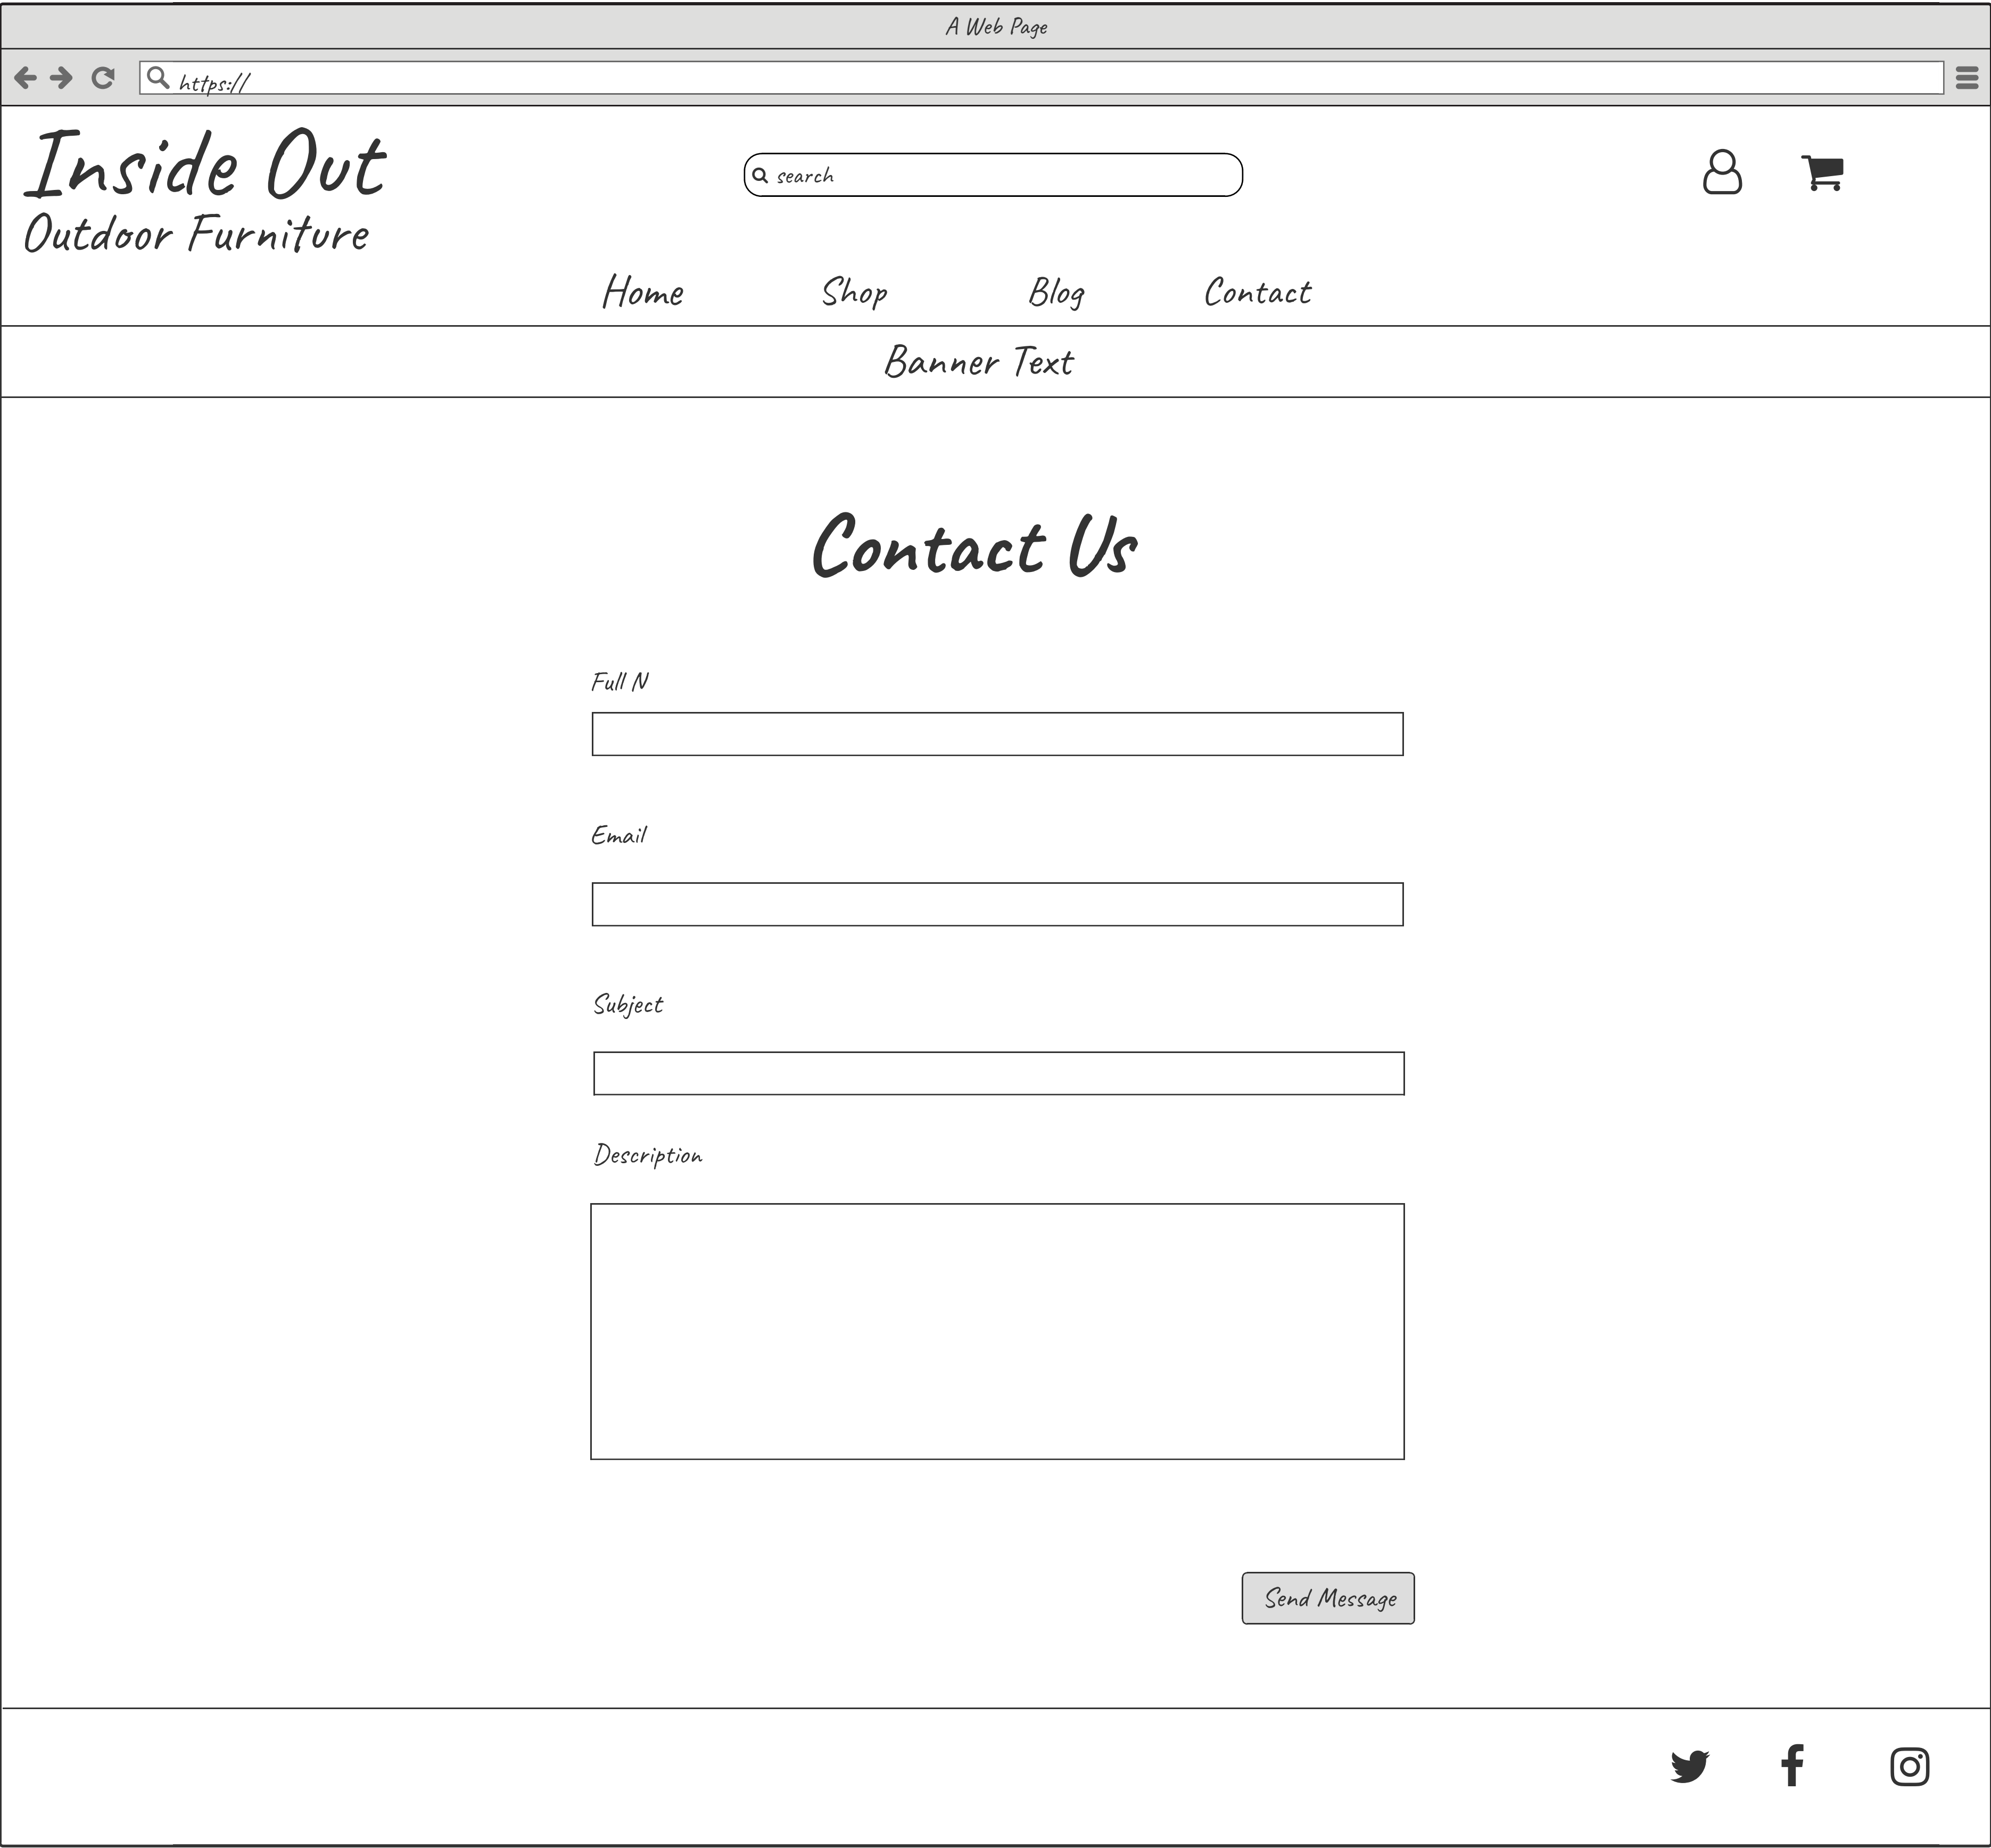 A Web Page
https://
Inside Out
Outdoor Furniture
search
Home Shop Blog Contact
Banner Text
Contact Us
Full N
Email
Subject
Description
Send Message